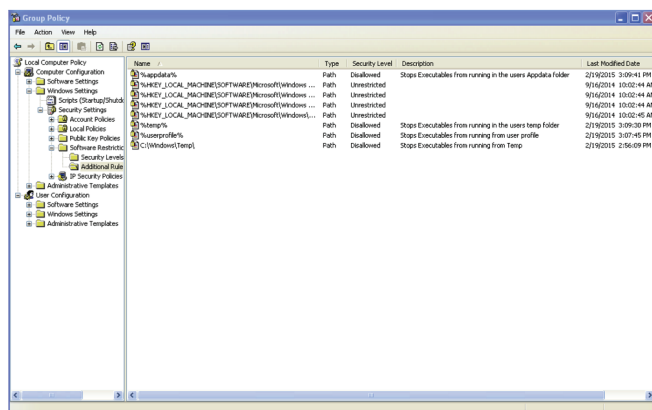 Group Policy
File Action View Help
Local Computer Policy
Computer Configuration
Software Settings
Windows Settings
Scripts (Startup/Shutdo
Security Settings
Account Policies
Local Policies
Public Key Policies
Software Restrictic
Security Levels
Additional Rule
IP Security Policies
Administrative Templates
User Configuration
Software Settings
Windows Settings
Administrative Templates
Name Type Security Level Description Last Modified Date
%appdata% Path Disallowed Stops Executables from running in the users Appdata folder 2/19/2015 3:09:41 PM
%HKEY_LOCAL_MACHINE\SOFTWARE\Microsoft\Windows ... Path Unrestricted 9/16/2014 10:02:44 AM
%HKEY_LOCAL_MACHINE\SOFTWARE\Microsoft\Windows ... Path Unrestricted 9/16/2014 10:02:44 AM
%HKEY_LOCAL_MACHINE\SOFTWARE\Microsoft\Windows ... Path Unrestricted 9/16/2014 10:02:44 AM
%HKEY_LOCAL_MACHINE\SOFTWARE\Microsoft\Windows\... Path Unrestricted 9/16/2014 10:02:45 AM
%temp% Path Disallowed Stops Executables from running in the users temp folder 2/19/2015 3:09:30 PM
%userprofile% Path Disallowed Stops Executables from running from user profile 2/19/2015 3:07:45 PM
C:\Windows\Temp\ Path Disallowed Stops Executables from running from Temp 2/19/2015 2:56:09 PM